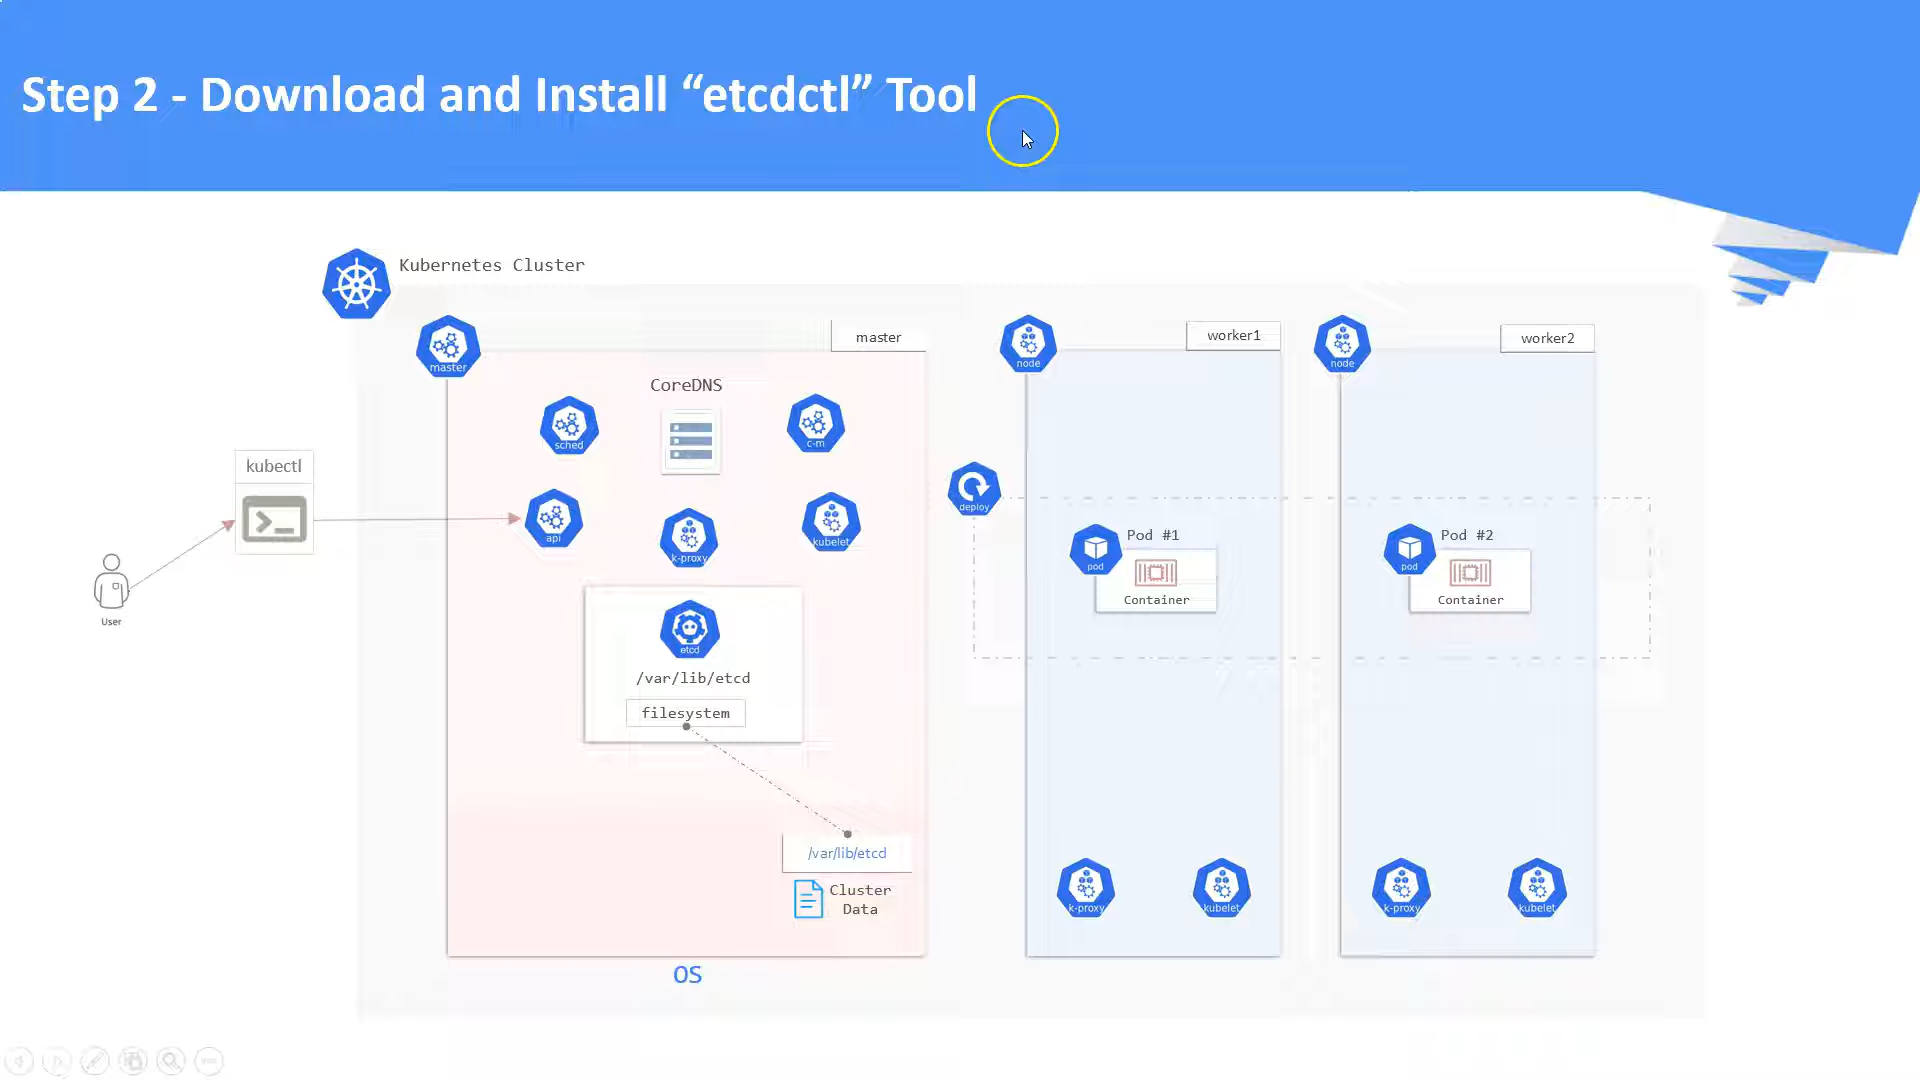 Step 2 - Download and Install “etcdctl” Tool
Kubernetes Cluster
master
master
CoreDNS
sched
c-m
api
k-proxy
kubelet
kubectl
User
etcd
/var/lib/etcd
filesystem
/var/lib/etcd
Cluster
Data
OS
node
worker1
deploy
Pod #1
pod
Container
k-proxy
kubelet
node
worker2
Pod #2
pod
Container
k-proxy
kubelet